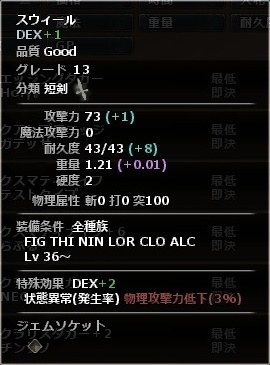 スウィール
DEX+1
品質 Good
グレード 13
分類 短剣
攻撃力 73 (+1)
魔法攻撃力 0
耐久度 43/43 (+8)
重量 1.21 (+0.01)
硬度 2
物理属性 斬0 打0 突100
装備条件 全種族
FIG THI NIN LOR CLO ALC
Lv 36～
特殊効果 DEX+2
状態異常(発生率) 物理攻撃力低下(3%)
ジェムソケット